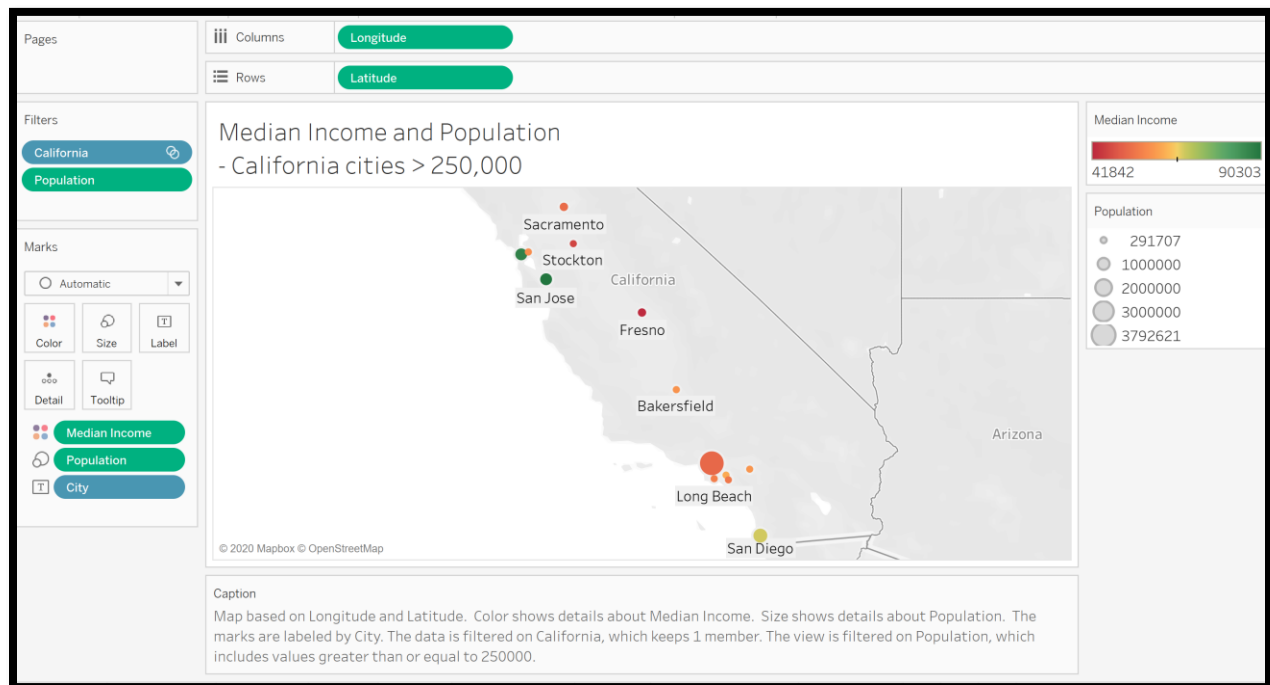 Pages
Columns
Longitude
Rows
Latitude
Filters
California
Population
Marks
Automatic
Color
Size
Label
Detail
Tooltip
Median Income
Population
City
Median Income and Population
- California cities > 250,000
Sacramento
Stockton
California
San Jose
Fresno
Bakersfield
Arizona
Long Beach
San Diego
© 2020 Mapbox © OpenStreetMap
Median Income
41842 90303
Population
291707
1000000
2000000
3000000
3792621
Caption
Map based on Longitude and Latitude. Color shows details about Median Income. Size shows details about Population. The
marks are labeled by City. The data is filtered on California, which keeps 1 member. The view is filtered on Population, which
includes values greater than or equal to 250000.